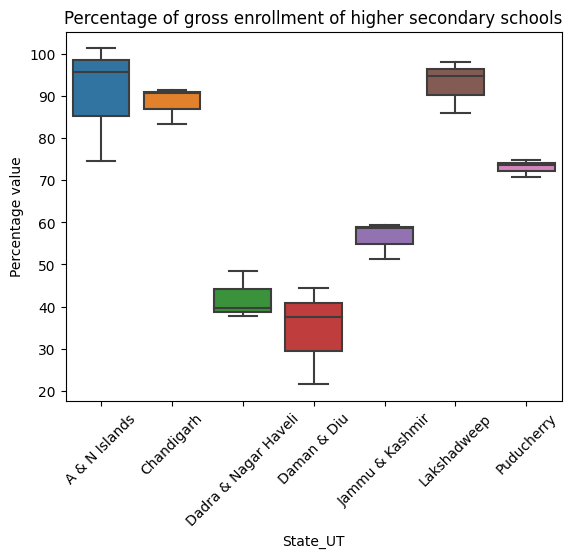 Percentage of gross enrollment of higher secondary schools
Percentage value
100
90
80
70
60
50
40
30
20
A & N Islands
Chandigarh
Dadra & Nagar Haveli
Daman & Diu
Jammu & Kashmir
Lakshadweep
Puducherry
State_UT